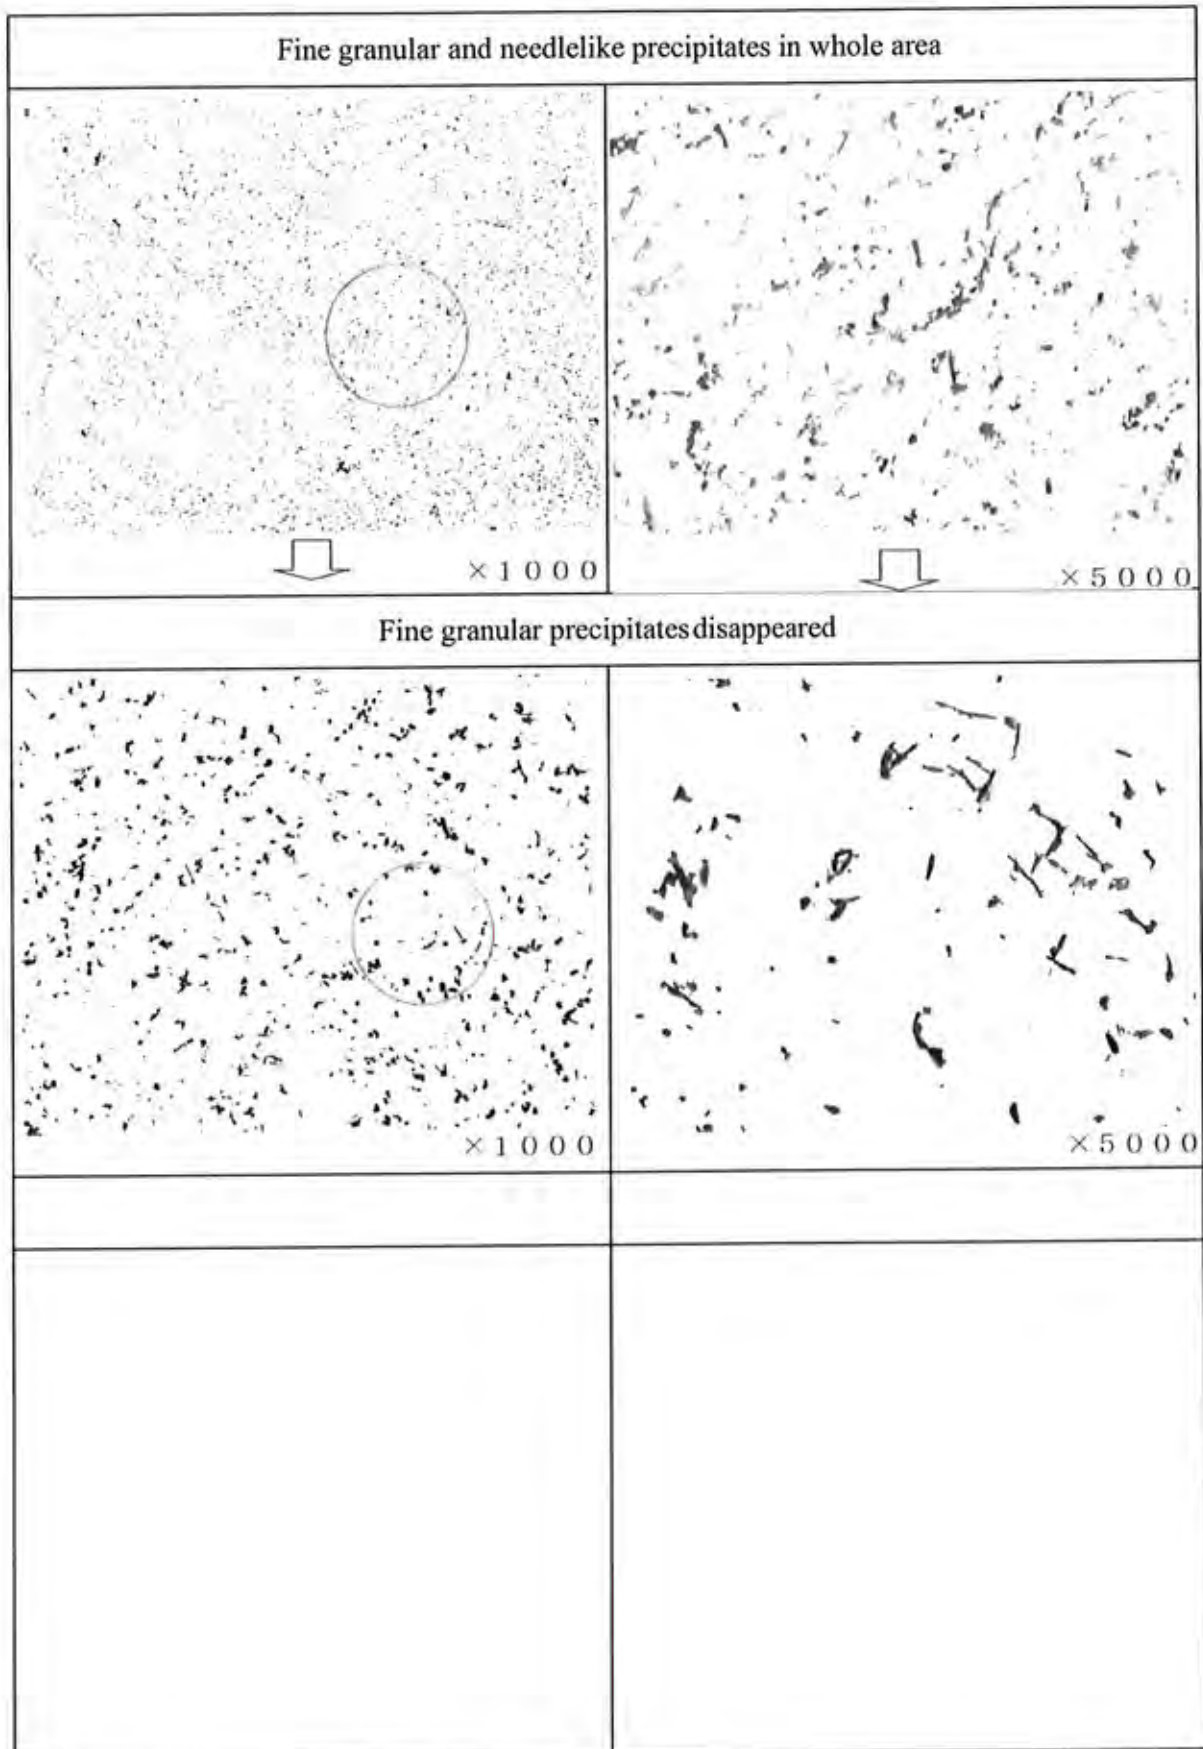 Fine granular and needlelike precipitates in whole area
×1000
×5000
Fine granular precipitates disappeared
×1000
×5000